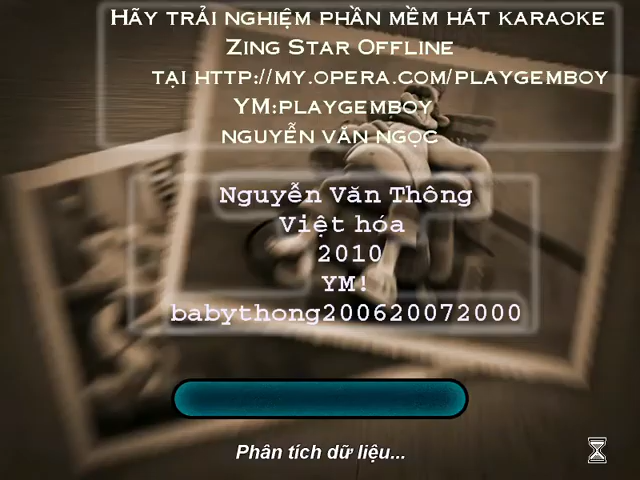 HÃY TRẢI NGHIỆM PHẦN MỀM HÁT KARAOKE
ZING STAR OFFLINE
TẠI HTTP://MY.OPERA.COM/PLAYGEMBOY
YM:PLAYGEMBOY
NGUYỄN VĂN NGỌC
Nguyễn Văn Thông
Việt hóa
2010
YM!
babythong200620072000
Phân tích dữ liệu...